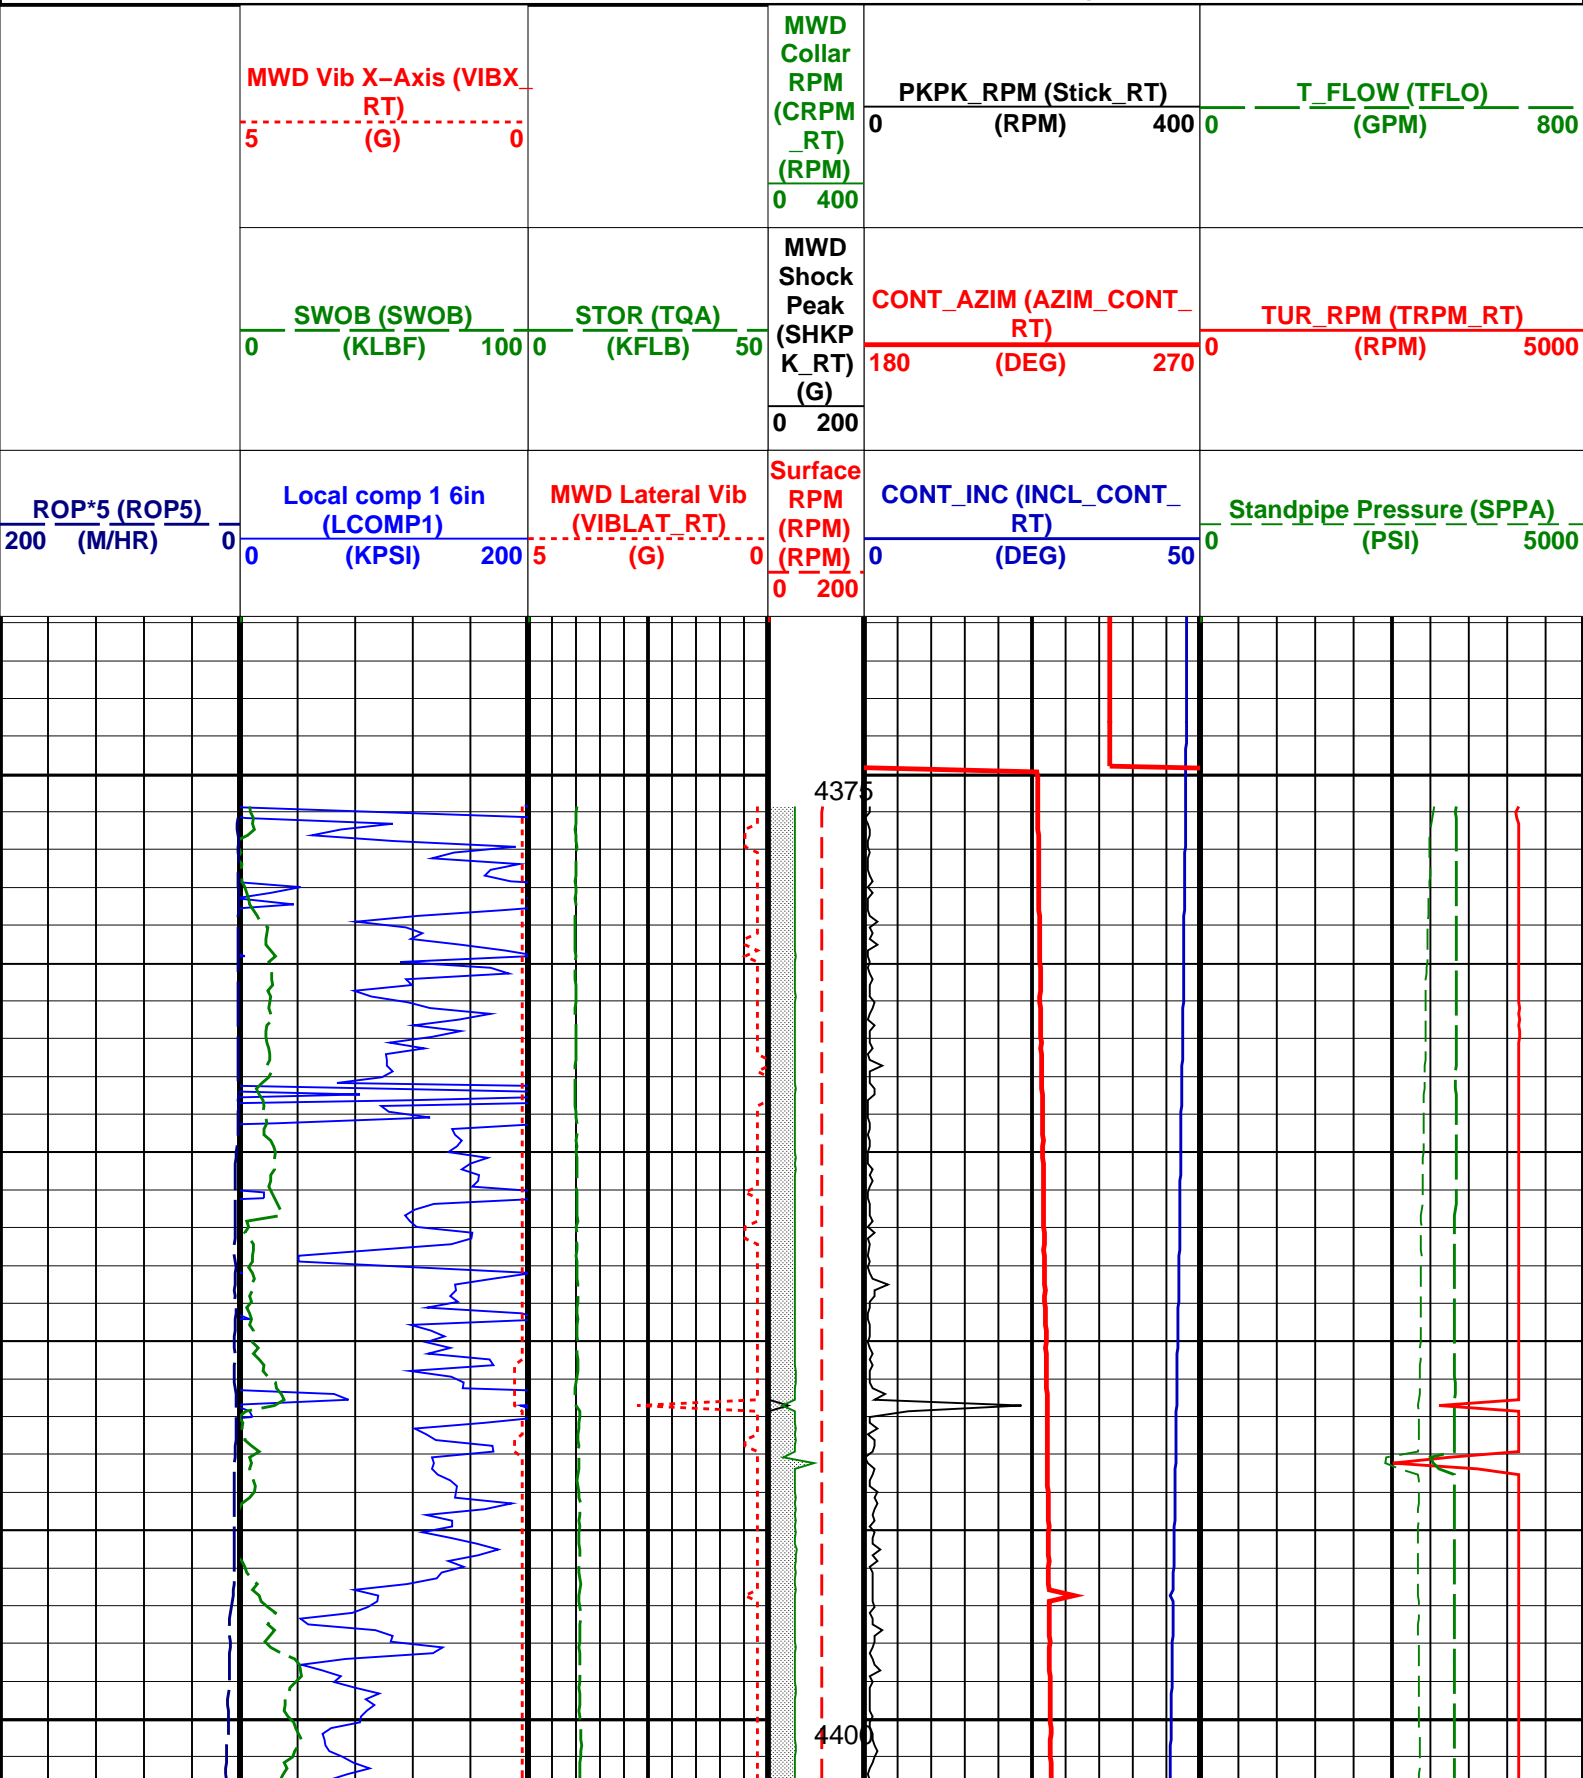 MWD Vib X−Axis (VIBX_
RT)
5 (G) 0
MWD
Collar
RPM
(CRPM
_RT)
(RPM)
0 400
PKPK_RPM (Stick_RT)
0 (RPM) 400
T_FLOW (TFLO)
0 (GPM) 800
SWOB (SWOB)
0 (KLBF) 100
STOR (TQA)
0 (KFLB) 50
MWD
Shock
Peak
(SHKP
K_RT)
(G)
0 200
CONT_AZIM (AZIM_CONT_
RT)
180 (DEG) 270
TUR_RPM (TRPM_RT)
0 (RPM) 5000
ROP*5 (ROP5)
200 (M/HR) 0
Local comp 1 6in
(LCOMP1)
0 (KPSI) 200
MWD Lateral Vib
(VIBLAT_RT)
5 (G) 0
Surface
RPM
(RPM)
(RPM)
0 200
CONT_INC (INCL_CONT_
RT)
0 (DEG) 50
Standpipe Pressure (SPPA)
0 (PSI) 5000
4375
4400